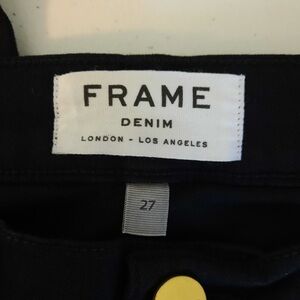 FRAME
DENIM
LONDON - LOS ANGELES
27